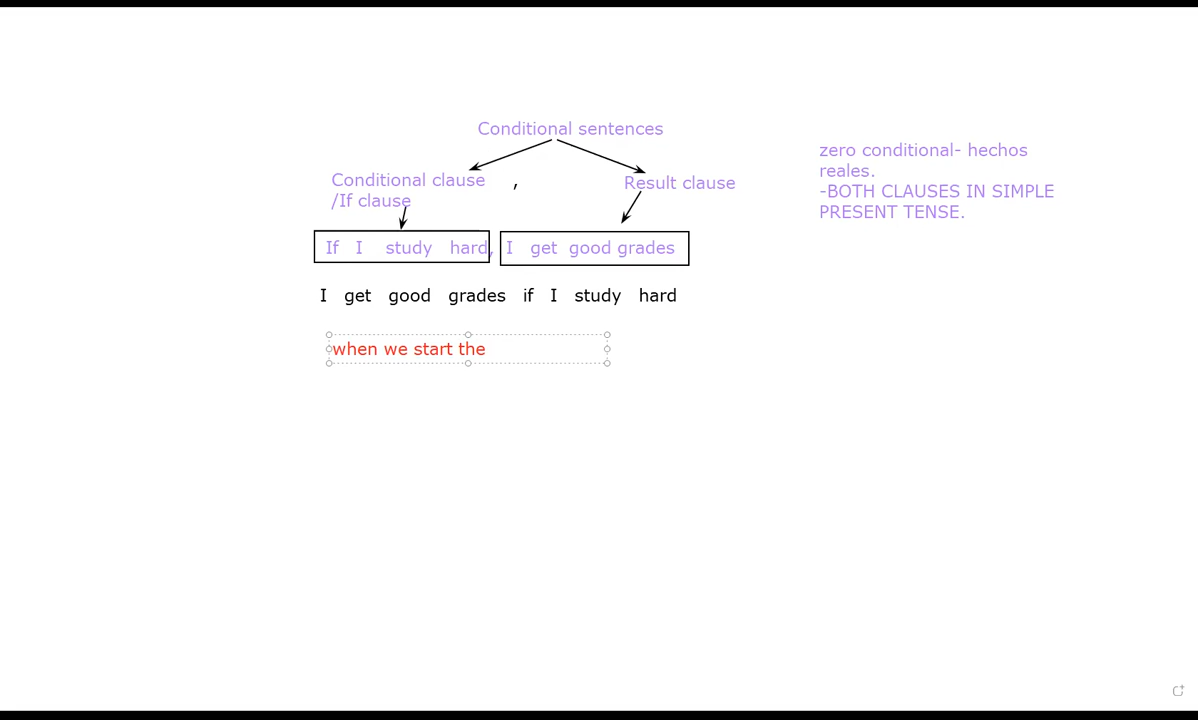 Conditional sentences
zero conditional- hechos
reales.
-BOTH CLAUSES IN SIMPLE
PRESENT TENSE.
Conditional clause , Result clause
/If clause
If I study hard, I get good grades
I get good grades if I study hard
when we start the